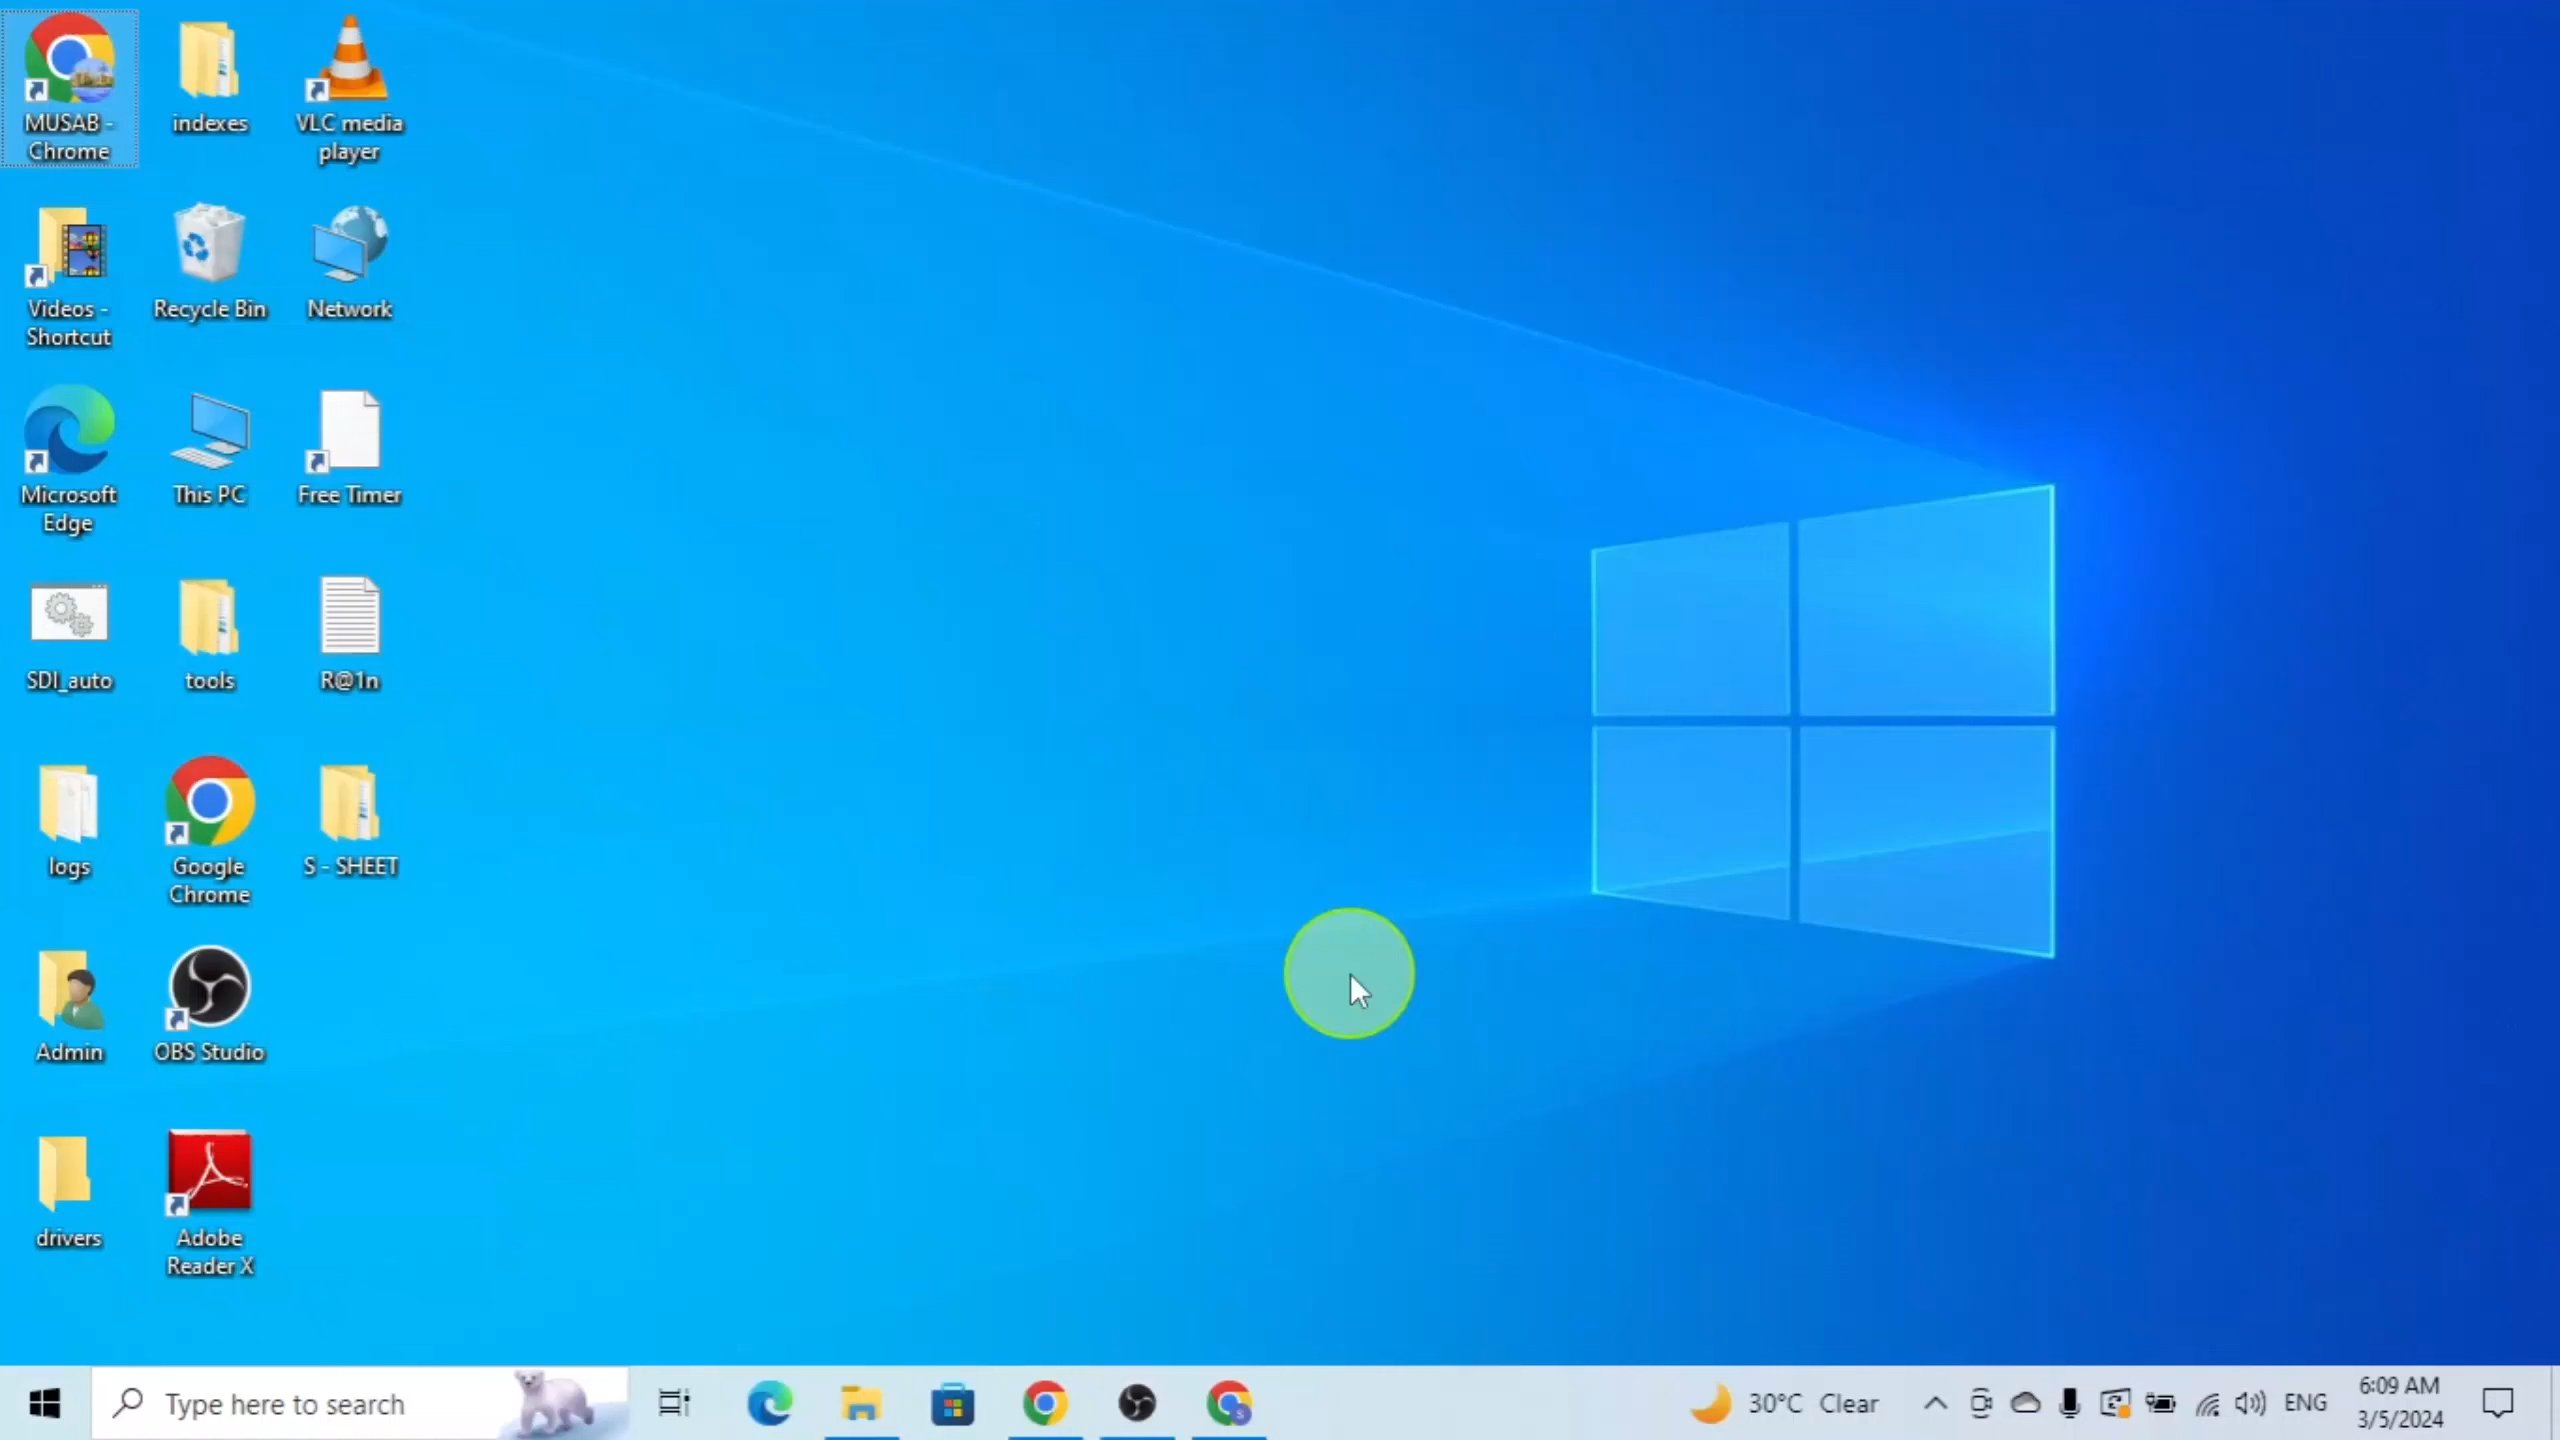 MUSAB -
Chrome
indexes
VLC media
player
Videos -
Shortcut
Recycle Bin
Network
Microsoft
Edge
This PC
Free Timer
SDI_auto
tools
R@1n
logs
Google
Chrome
S - SHEET
Admin
OBS Studio
drivers
Adobe
Reader X
Type here to search
30°C Clear
ENG
6:09 AM
3/5/2024